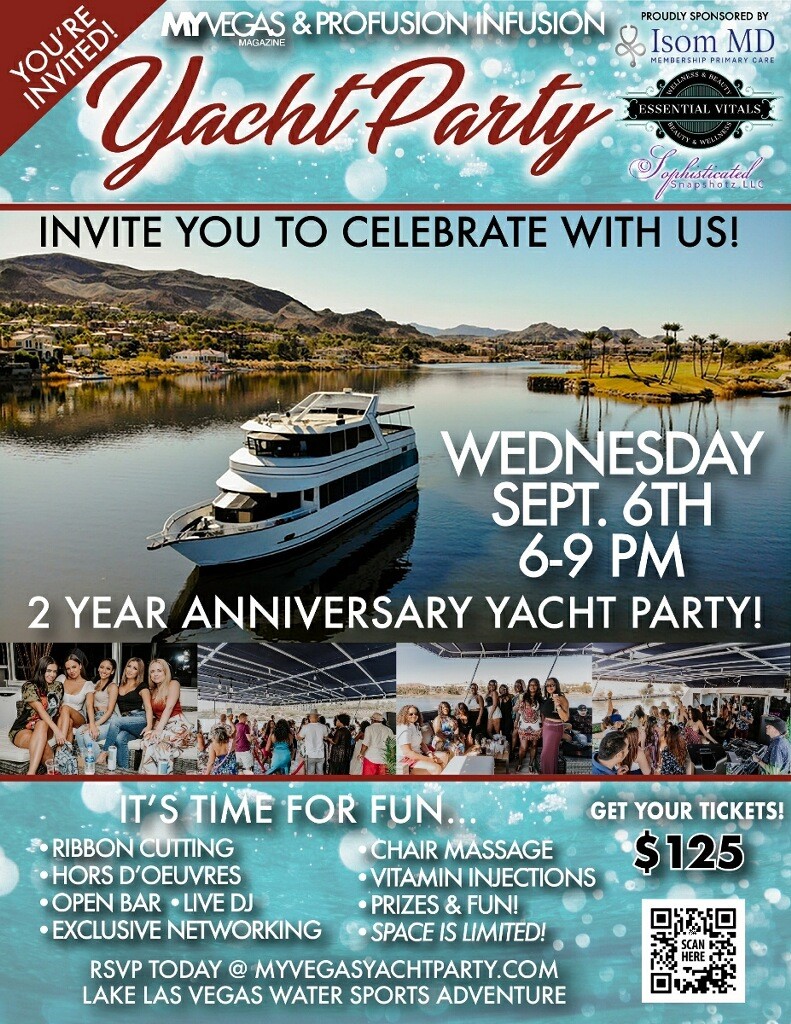 YOU'RE
INVITED!
MYVEGAS & PROFUSION INFUSION
MAGAZINE
Yacht Party
PROUDLY SPONSORED BY
Isom MD
MEMBERSHIP PRIMARY CARE
WELLNESS & BEAUTY
ESSENTIAL VITALS
BEAUTY & WELLNESS
Sophisticated
Snapshotz, LLC
INVITE YOU TO CELEBRATE WITH US!
WEDNESDAY
SEPT. 6TH
6-9 PM
2 YEAR ANNIVERSARY YACHT PARTY!
IT'S TIME FOR FUN...
•RIBBON CUTTING
•HORS D'OEUVRES
•OPEN BAR •LIVE DJ
•EXCLUSIVE NETWORKING
•CHAIR MASSAGE
•VITAMIN INJECTIONS
•PRIZES & FUN!
•SPACE IS LIMITED!
GET YOUR TICKETS!
$125
SCAN
HERE
RSVP TODAY @ MYVEGASYACHTPARTY.COM
LAKE LAS VEGAS WATER SPORTS ADVENTURE